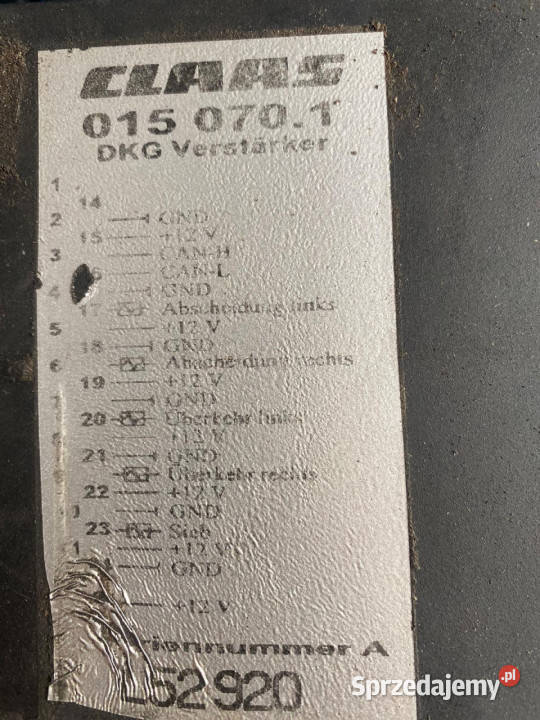 CLAAS
015 070.1
DKG Verstärker
1
14
2 GND
15 +12 V
3 CAN-H
CAN-L
4 GND
17 Abscheidung links
5 +12 V
18 GND
6 Abscheidung rechts
19 +12 V
GND
20 Überkehr links
+12 V
21 GND
Überkehr rechts
22 +12 V
GND
23 Sieb
+12 V
GND
+12 V
A
52920
Sprzedajemy.pl